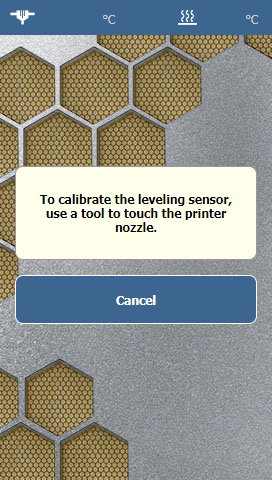 °C
°C
To calibrate the leveling sensor,
use a tool to touch the printer
nozzle.
Cancel